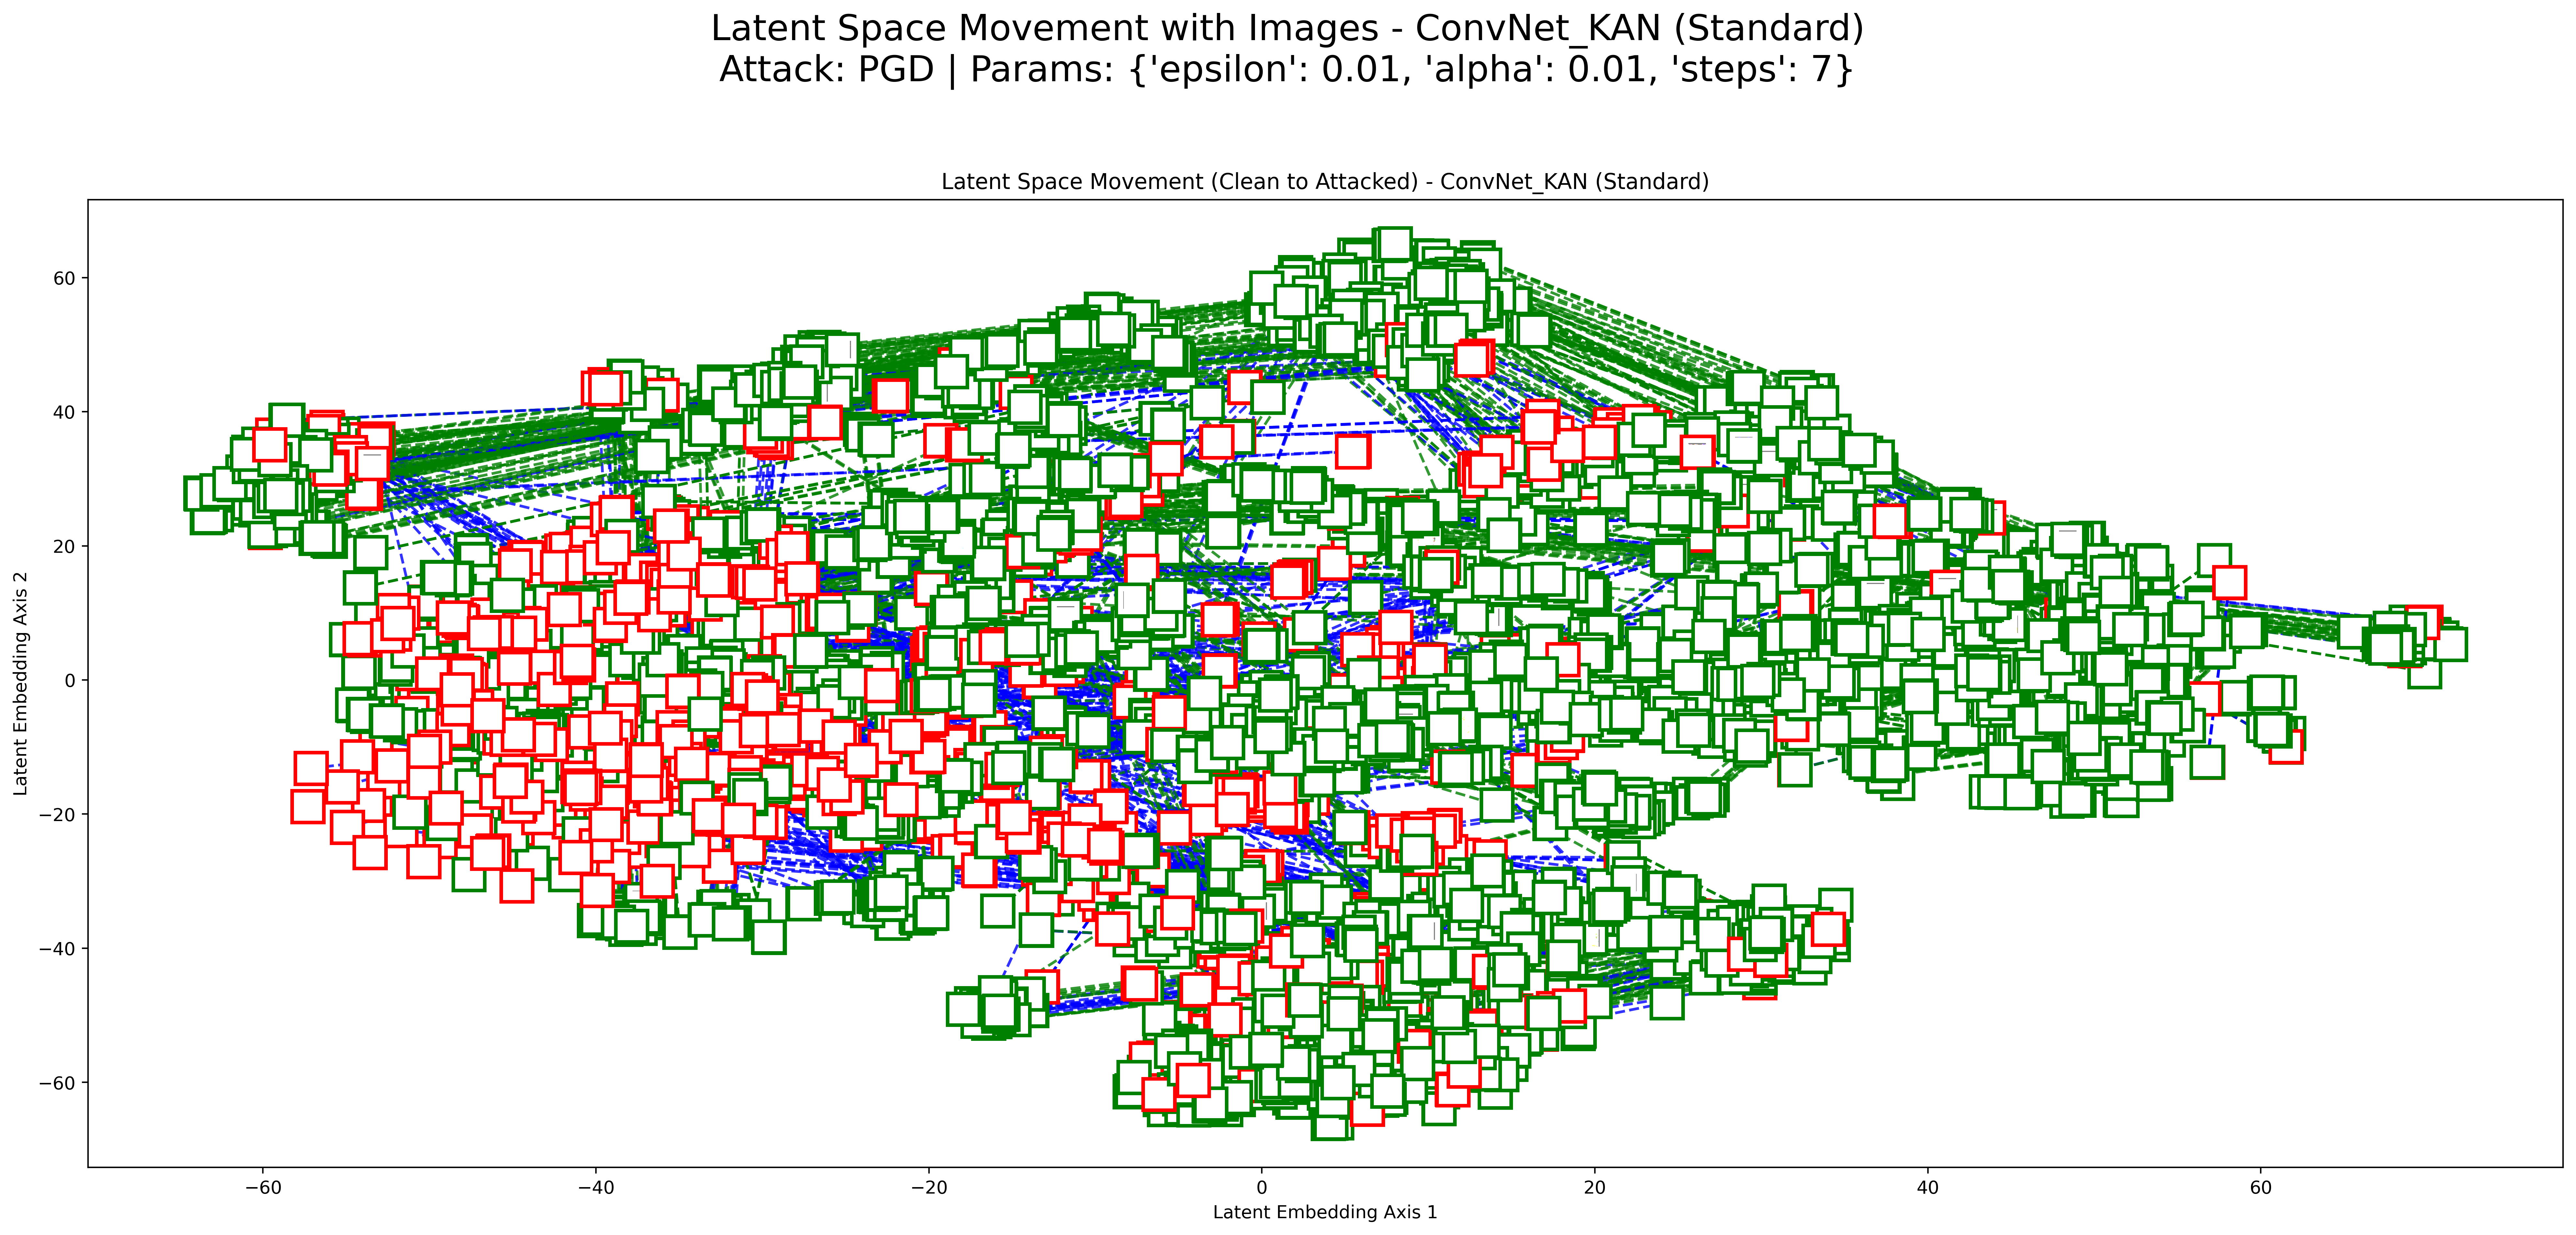 Latent Space Movement with Images - ConvNet_KAN (Standard)
Attack: PGD | Params: {'epsilon': 0.01, 'alpha': 0.01, 'steps': 7}
Latent Space Movement (Clean to Attacked) - ConvNet_KAN (Standard)
60
40
20
0
−20
−40
−60
Latent Embedding Axis 2
−60
−40
−20
0
20
40
60
Latent Embedding Axis 1